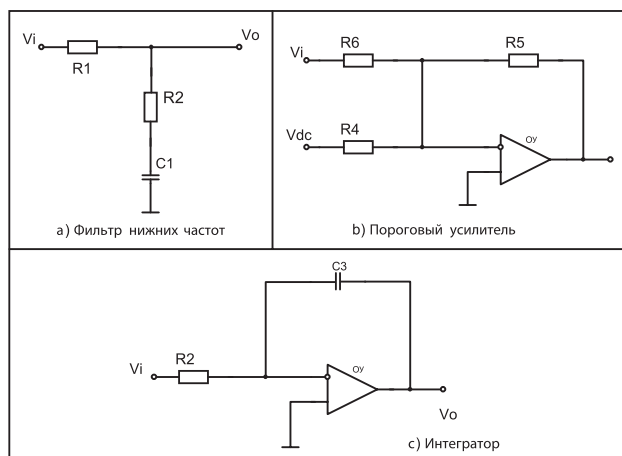 Vi
Vo
R1
R2
C1
a) Фильтр нижних частот
Vi
R6
R5
Vdc
R4
ОУ
b) Пороговый усилитель
C3
Vi
R2
ОУ
Vo
c) Интегратор